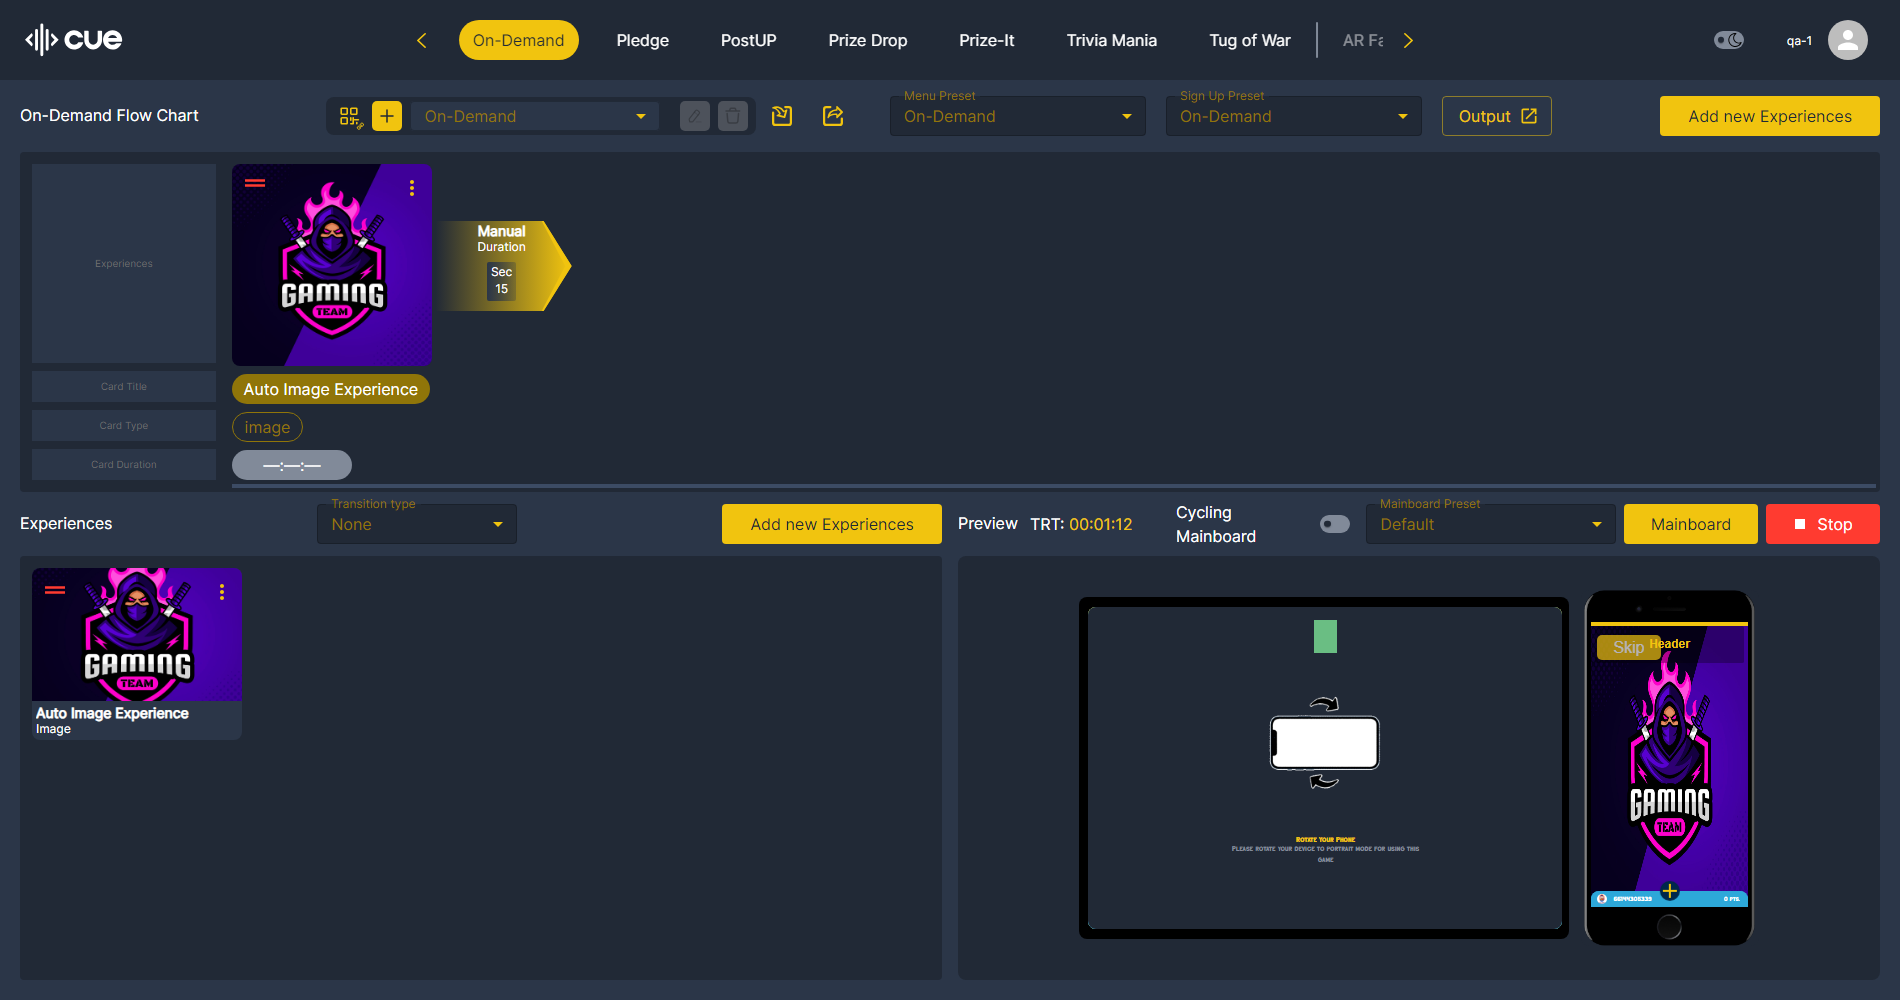 cue
On-Demand
Pledge
PostUP
Prize Drop
Prize-It
Trivia Mania
Tug of War
AR Fa
qa-1
On-Demand Flow Chart
On-Demand
Menu Preset
On-Demand
Sign Up Preset
On-Demand
Output
Add new Experiences
Experiences
GAMING
TEAM
Manual
Duration
Sec
15
Card Title
Auto Image Experience
Card Type
image
Card Duration
—:—:—
Experiences
Transition type
None
Add new Experiences
Preview
TRT: 00:01:12
Cycling
Mainboard
Mainboard Preset
Default
Mainboard
Stop
GAMING
TEAM
Auto Image Experience
Image
Rotate Your Phone
Please rotate your device to portrait mode for using this
game
Skip
Header
GAMING
TEAM
0 PTS.